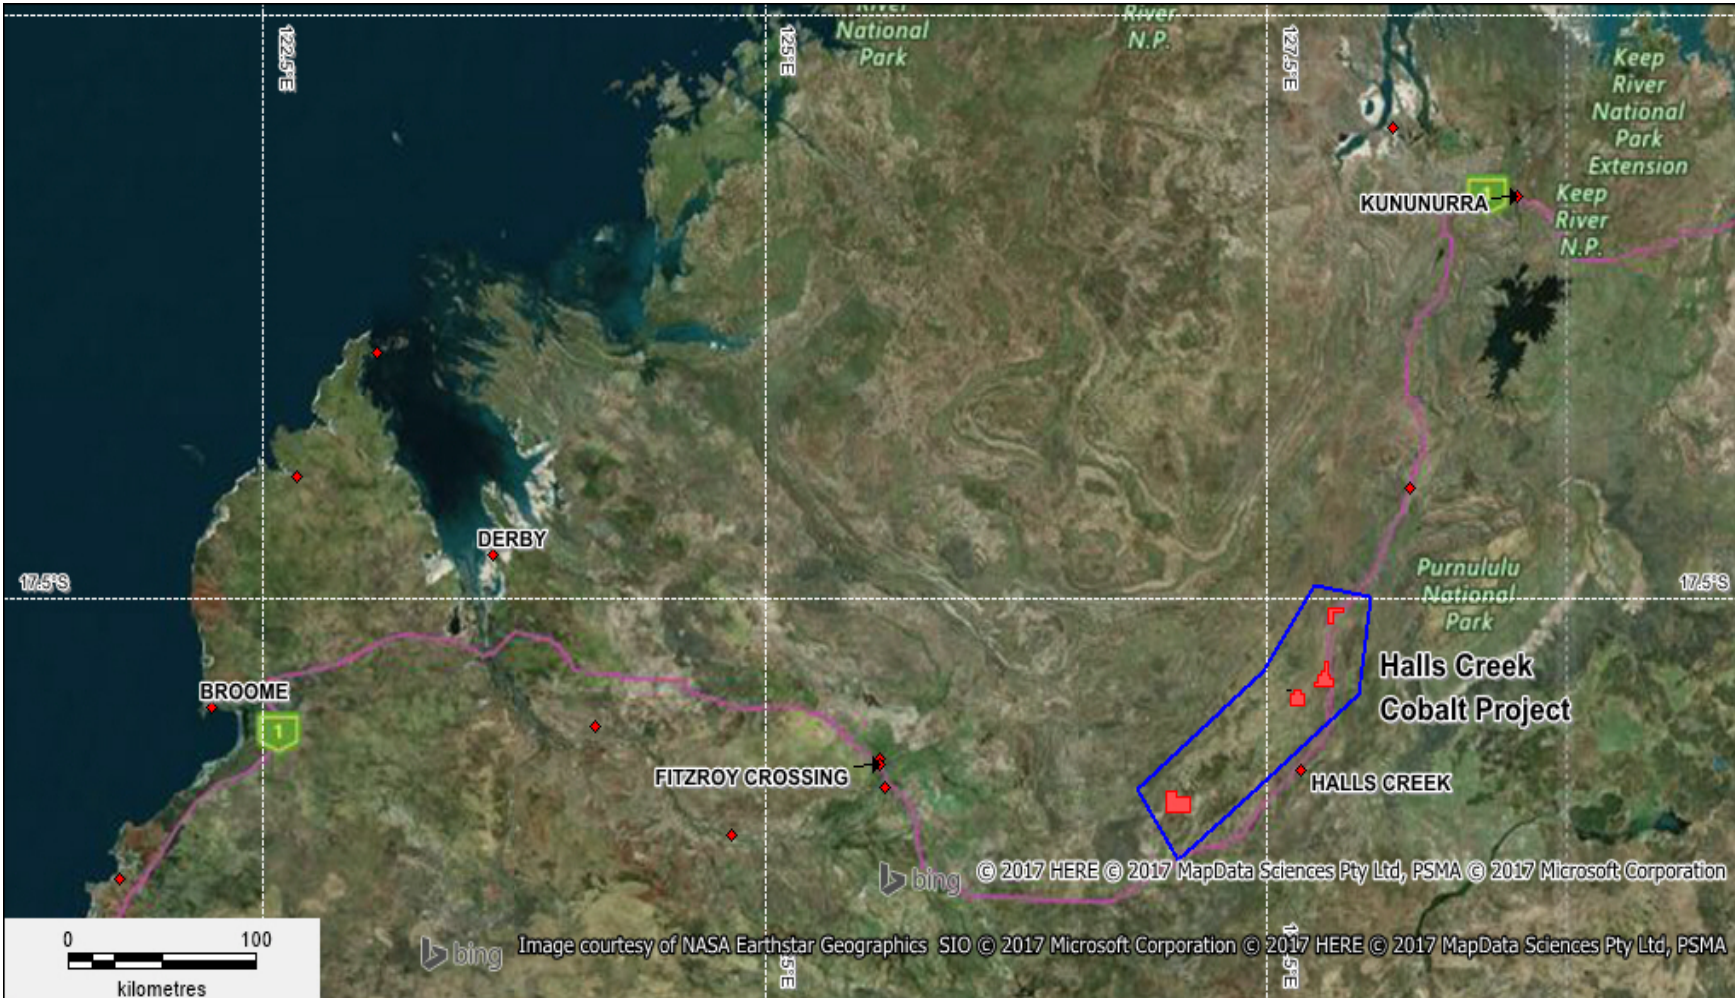 River
National
Park
River
N.P.
122.5°E
125°E
127.5°E
Keep
River
National
Park
Extension
Keep
River
N.P.
KUNUNURRA
1
DERBY
17.5°S
17.5°S
Purnululu
National
Park
Halls Creek
Cobalt Project
BROOME
1
FITZROY CROSSING
HALLS CREEK
bing
© 2017 HERE © 2017 MapData Sciences Pty Ltd, PSMA © 2017 Microsoft Corporation
0 100
kilometres
bing
Image courtesy of NASA Earthstar Geographics SIO © 2017 Microsoft Corporation © 2017 HERE © 2017 MapData Sciences Pty Ltd, PSMA